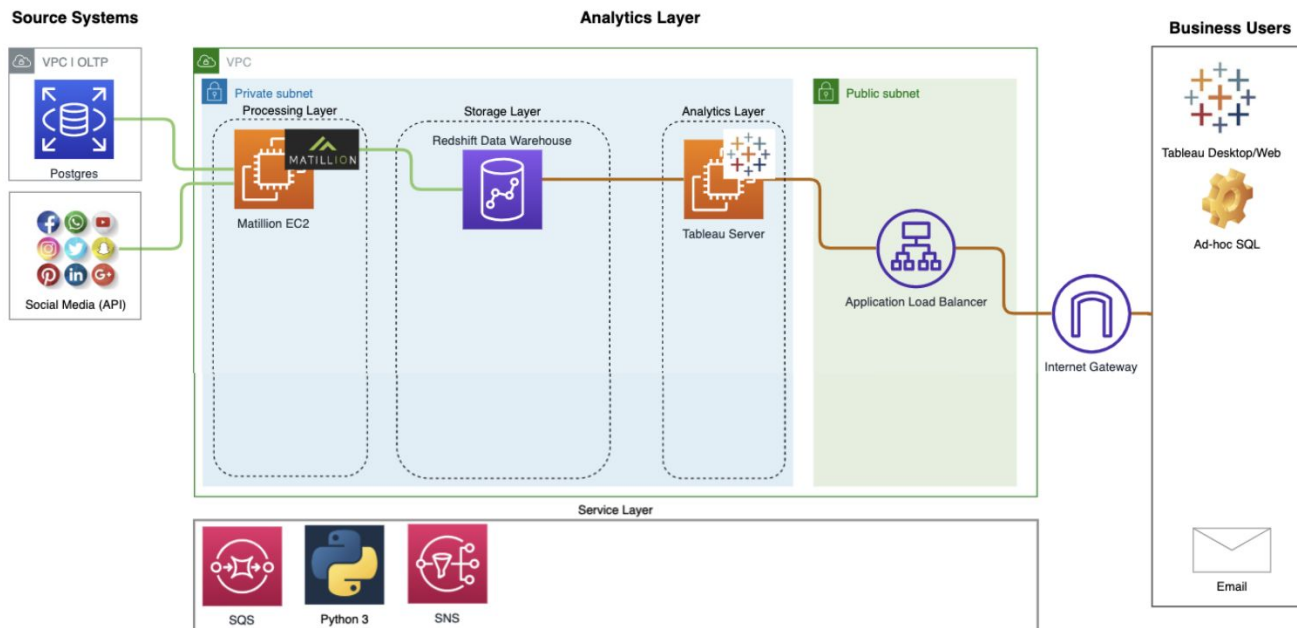 Source Systems
Analytics Layer
Business Users
VPC | OLTP
Postgres
Social Media (API)
VPC
Private subnet
Processing Layer
MATILLION
Matillion EC2
Storage Layer
Redshift Data Warehouse
Analytics Layer
Tableau Server
Public subnet
Application Load Balancer
Internet Gateway
Tableau Desktop/Web
Ad-hoc SQL
Email
Service Layer
SQS
Python 3
SNS